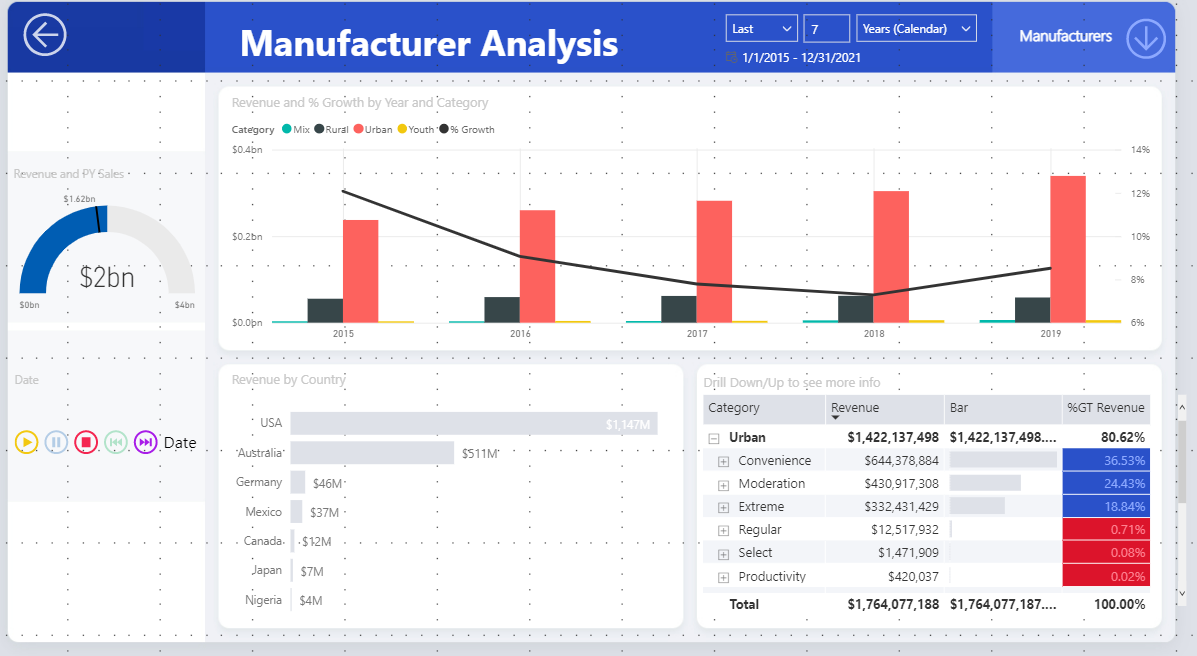 Manufacturer Analysis
Last
7
Years (Calendar)
1/1/2015 - 12/31/2021
Manufacturers
Revenue and % Growth by Year and Category
Category Mix Rural Urban Youth % Growth
$0.4bn
$0.2bn
$0.0bn
14%
12%
10%
8%
6%
2015 2016 2017 2018 2019
Revenue and PY Sales
$1.62bn
$2bn
$0bn $4bn
Date
Date
Revenue by Country
USA $1,147M
Australia $511M
Germany $46M
Mexico $37M
Canada $12M
Japan $7M
Nigeria $4M
Drill Down/Up to see more info
Category Revenue Bar %GT Revenue
Urban $1,422,137,498 $1,422,137,498.... 80.62%
Convenience $644,378,884 36.53%
Moderation $430,917,308 24.43%
Extreme $332,431,429 18.84%
Regular $12,517,932 0.71%
Select $1,471,909 0.08%
Productivity $420,037 0.02%
Total $1,764,077,188 $1,764,077,187.... 100.00%